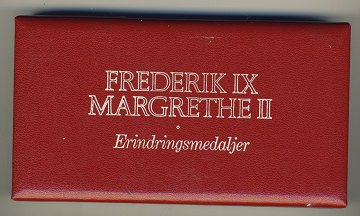 FREDERIK IX
MARGRETHE II
Erindringsmedaljer